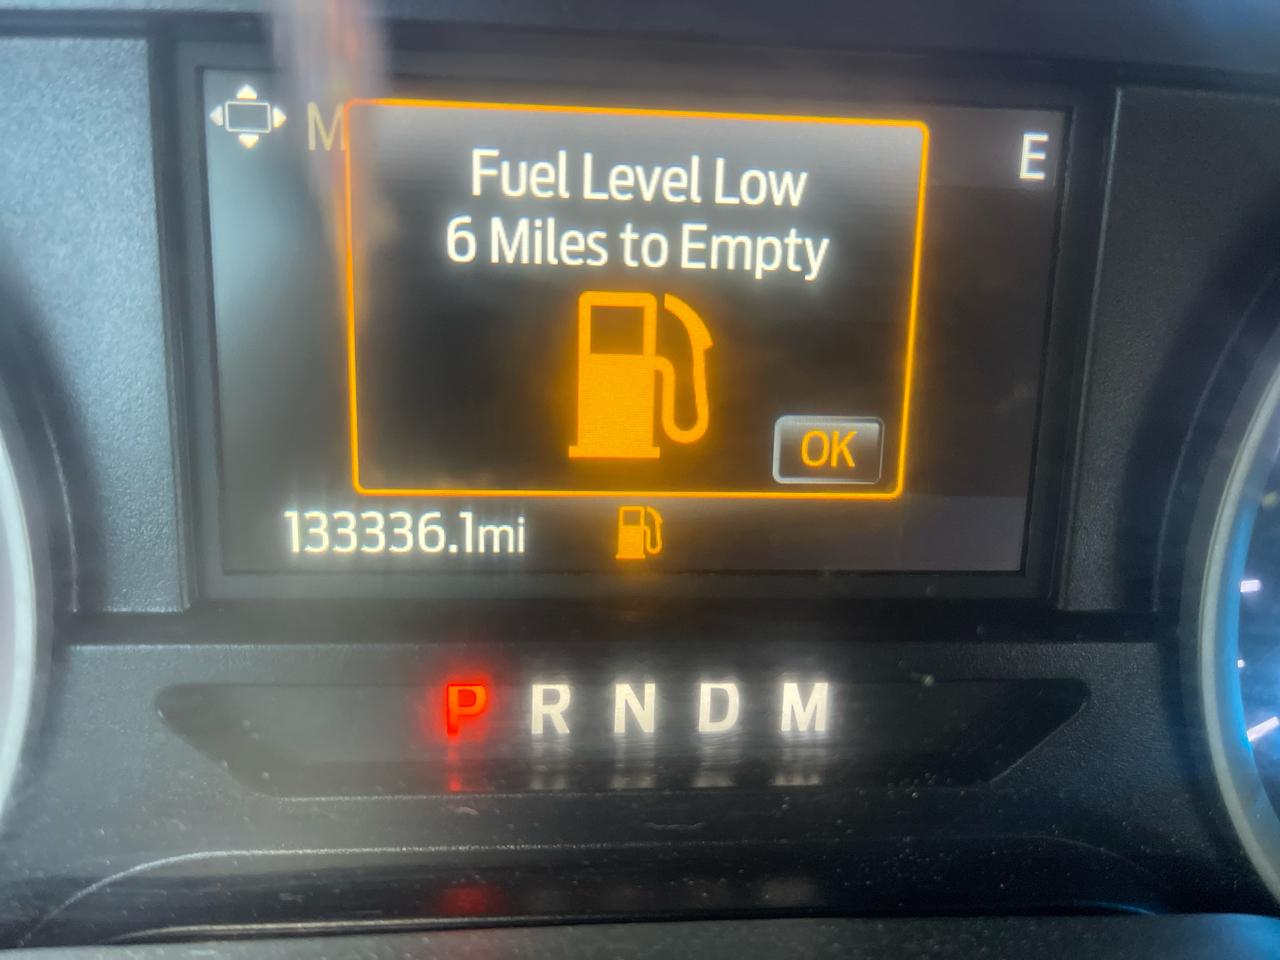 M
E
Fuel Level Low
6 Miles to Empty
OK
133336.1mi
P R N D M